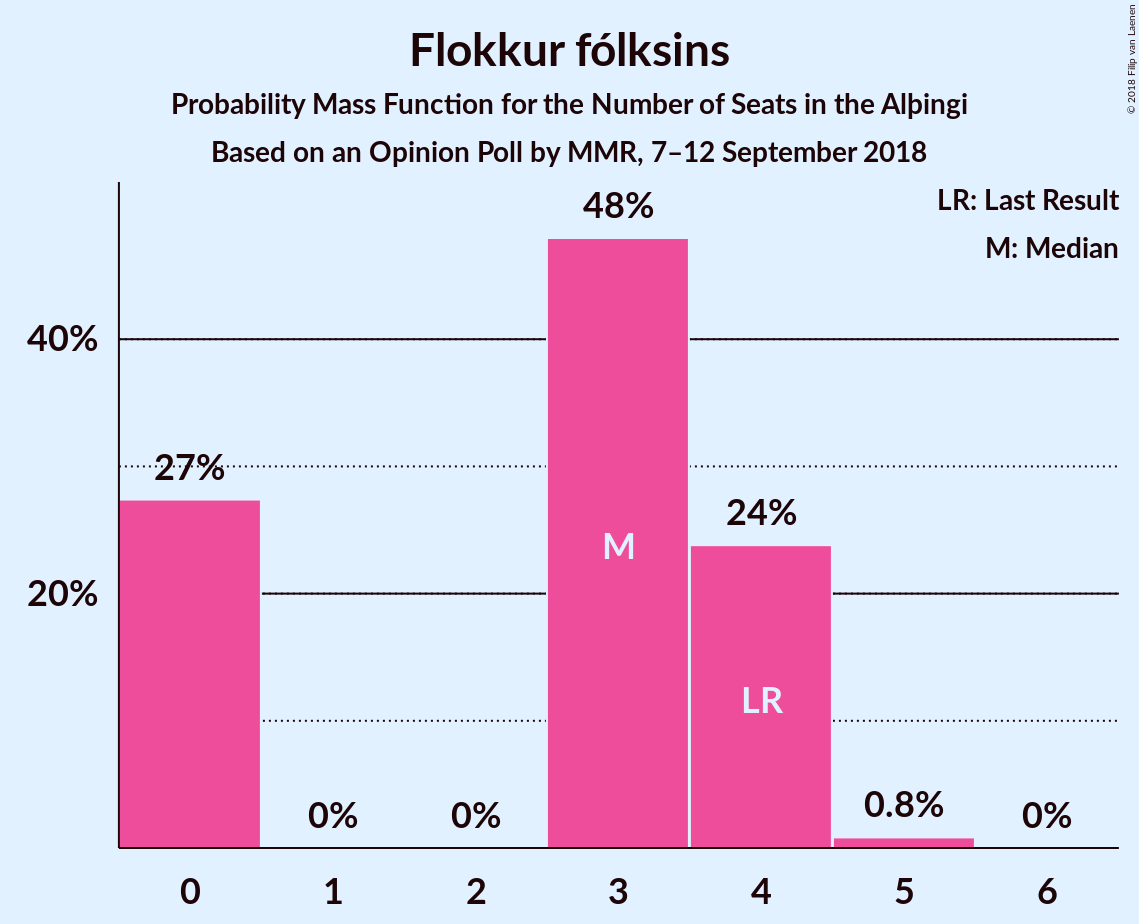 Flokkur fólksins
Probability Mass Function for the Number of Seats in the Alþingi
Based on an Opinion Poll by MMR, 7–12 September 2018
© 2018 Filip van Laenen
LR: Last Result
M: Median
48%
40%
27%
24%
M
20%
LR
0%
0%
0.8%
0%
0 1 2 3 4 5 6